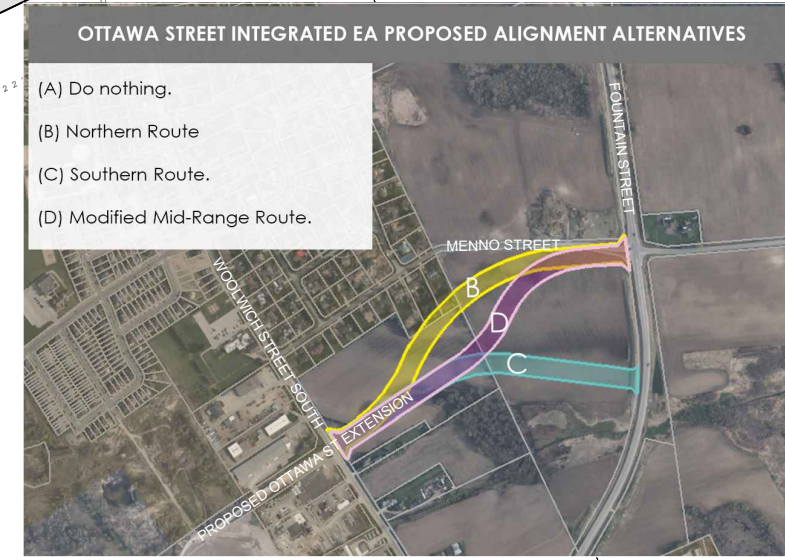 OTTAWA STREET INTEGRATED EA PROPOSED ALIGNMENT ALTERNATIVES
22
(A) Do nothing.
(B) Northern Route
(C) Southern Route.
(D) Modified Mid-Range Route.
FOUNTAIN STREET
MENNO STREET
WOOLWICH STREET SOUTH
B
D
C
PROPOSED OTTAWA ST EXTENSION